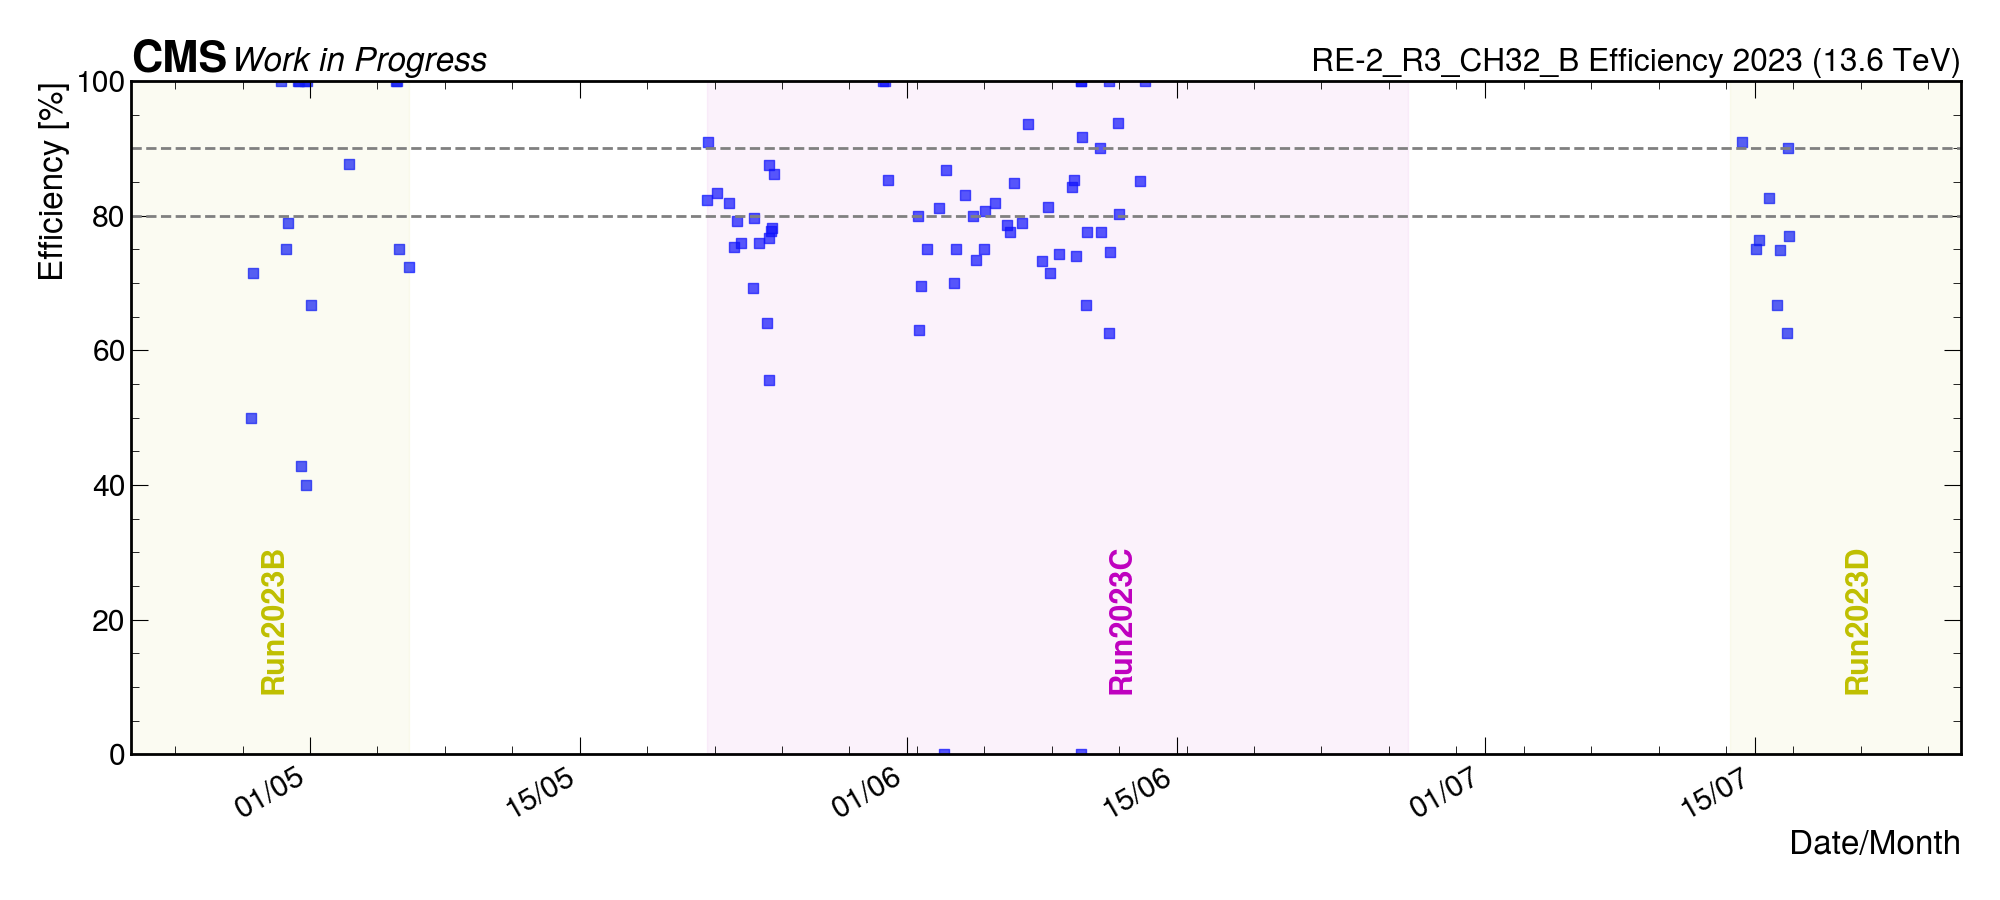 CMS Work in Progress
RE-2_R3_CH32_B Efficiency 2023 (13.6 TeV)
Efficiency [%]
100
80
60
40
20
0
Run2023B
Run2023C
Run2023D
01/05
15/05
01/06
15/06
01/07
15/07
Date/Month